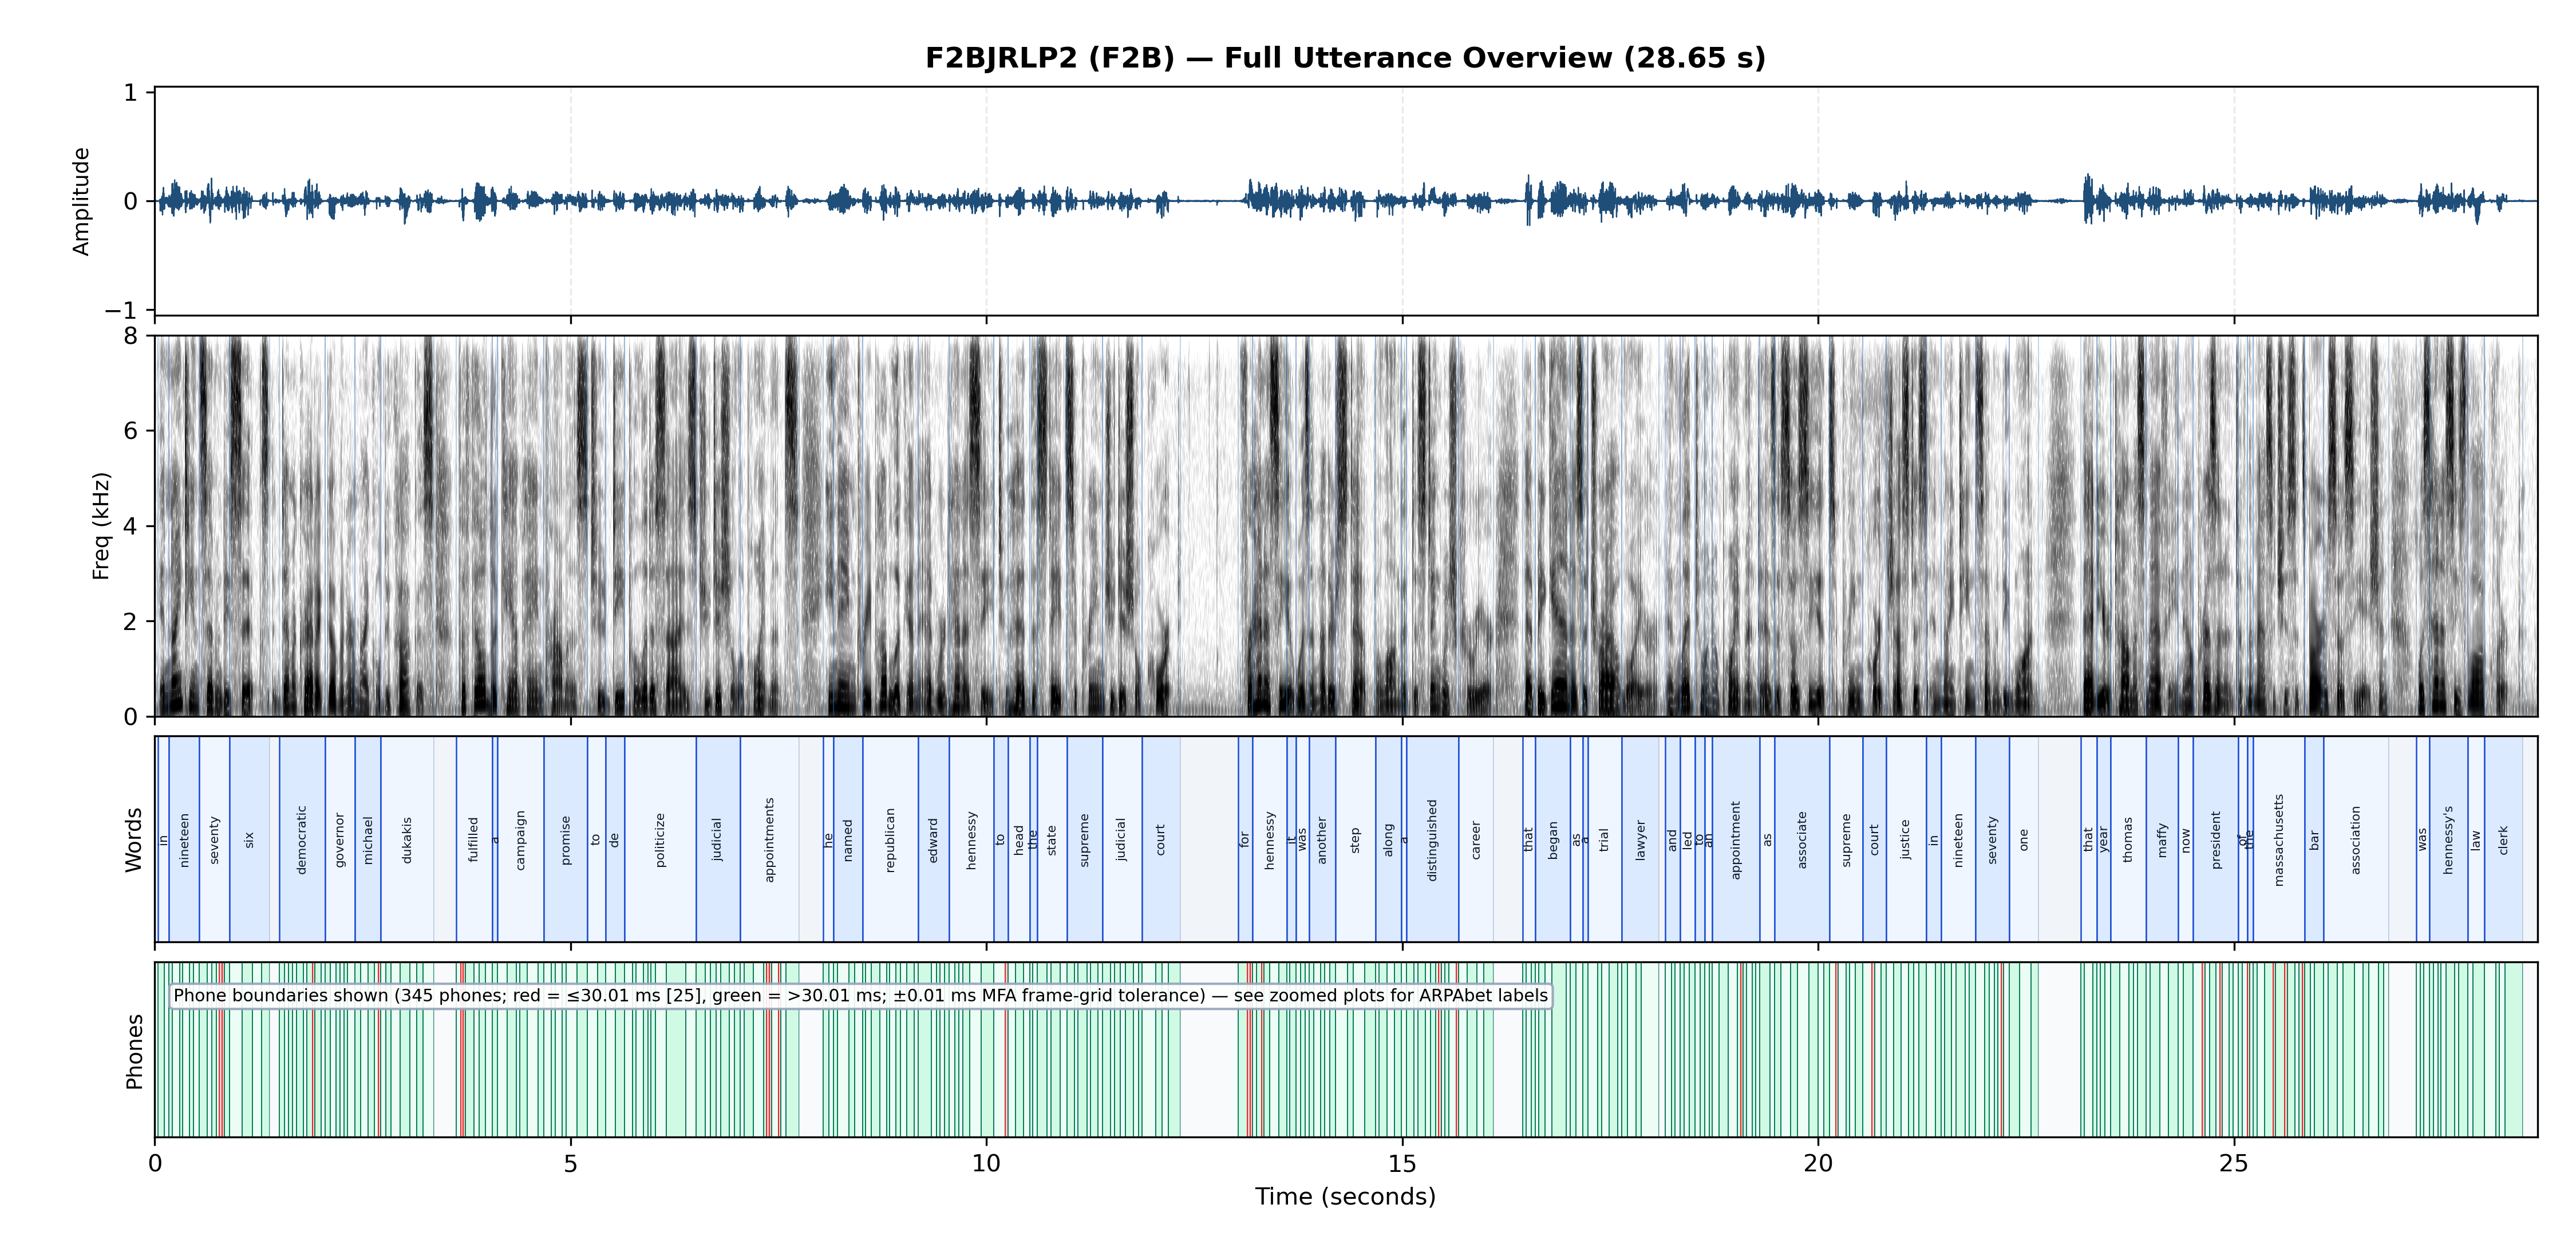 F2BJRLP2 (F2B) — Full Utterance Overview (28.65 s)
Amplitude
1
0
−1
Freq (kHz)
8
6
4
2
0
Words
in nineteen seventy six democratic governor michael dukakis fulfilled a campaign promise to de politicize judicial appointments he named republican edward hennessy to head the state supreme judicial court for hennessy it was another step along a distinguished career that began as a trial lawyer and led to an appointment as associate supreme court justice in nineteen seventy one that year thomas maffy now president of the massachusetts bar association was hennessy's law clerk
Phones
Phone boundaries shown (345 phones; red = ≤30.01 ms [25], green = >30.01 ms; ±0.01 ms MFA frame-grid tolerance) — see zoomed plots for ARPAbet labels
0 5 10 15 20 25
Time (seconds)